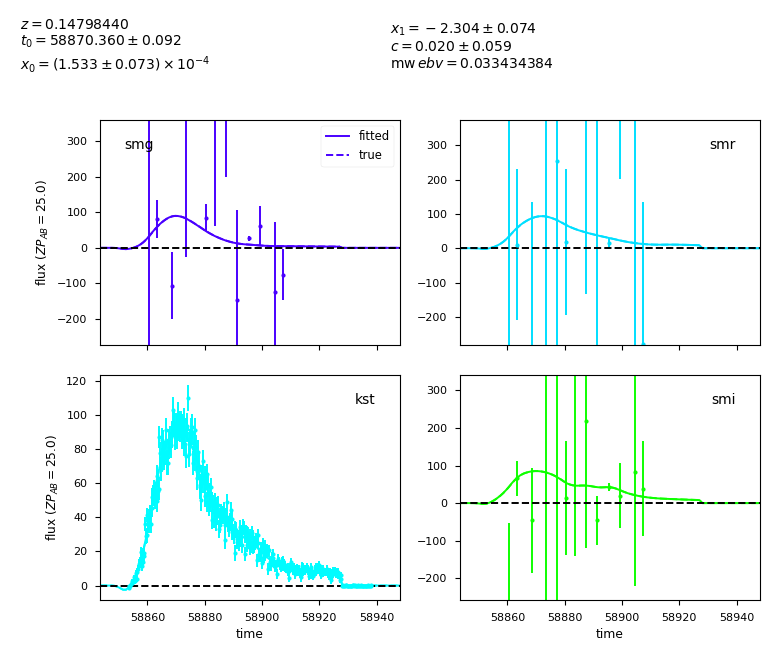 z = 0.14798440
t₀ = 58870.360 ± 0.092
x₀ = (1.533 ± 0.073) × 10⁻⁴
x₁ = −2.304 ± 0.074
c = 0.020 ± 0.059
mw ebv = 0.033434384
smg
fitted
true
300
200
100
0
−100
−200
flux (ZP_AB = 25.0)
smr
300
200
100
0
−100
−200
kst
120
100
80
60
40
20
0
flux (ZP_AB = 25.0)
58860 58880 58900 58920 58940
time
smi
300
200
100
0
−100
−200
58860 58880 58900 58920 58940
time